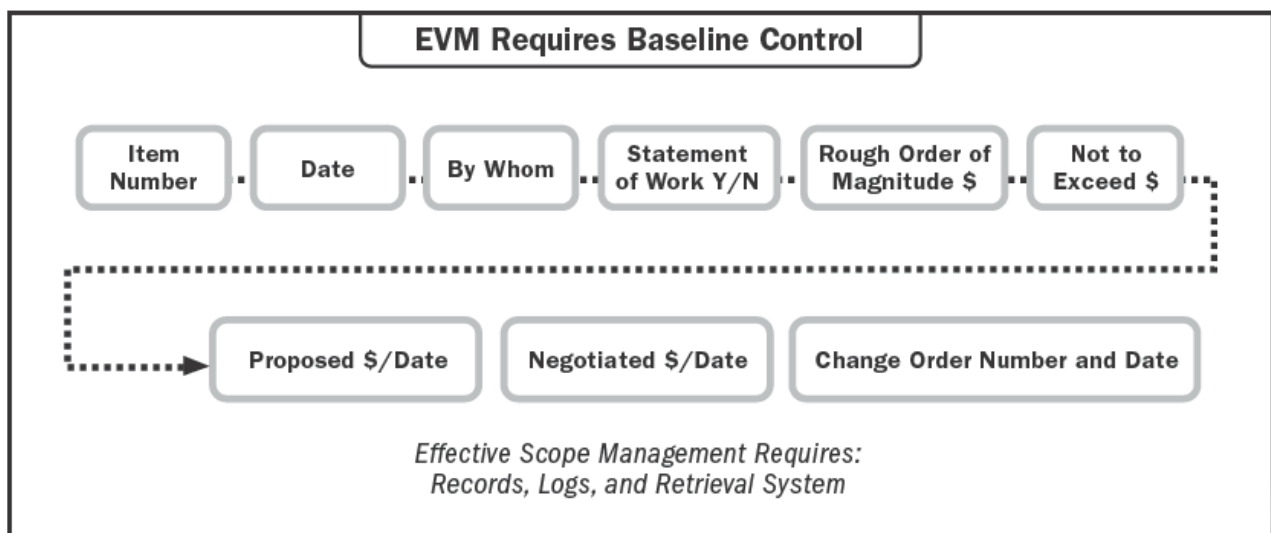 EVM Requires Baseline Control
Item
Number
Date
By Whom
Statement
of Work Y/N
Rough Order of
Magnitude $
Not to
Exceed $
Proposed $/Date
Negotiated $/Date
Change Order Number and Date
Effective Scope Management Requires:
Records, Logs, and Retrieval System